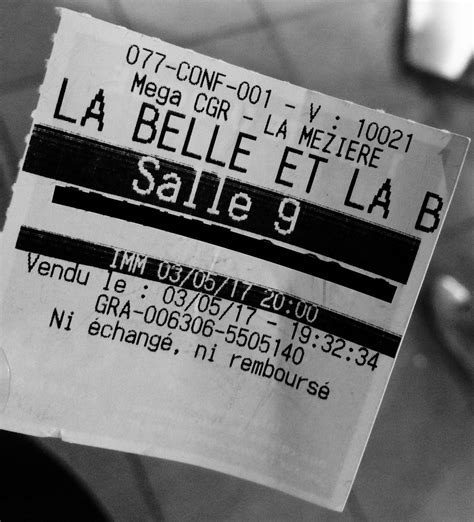 077-CONF-001 - V : 10021
Mega CGR - LA MEZIERE
LA BELLE ET LA B
Salle 9
IMM 03/05/17 20:00
Vendu le : 03/05/17 - 19:32:34
GRA-006306-5505140
Ni échangé, ni remboursé